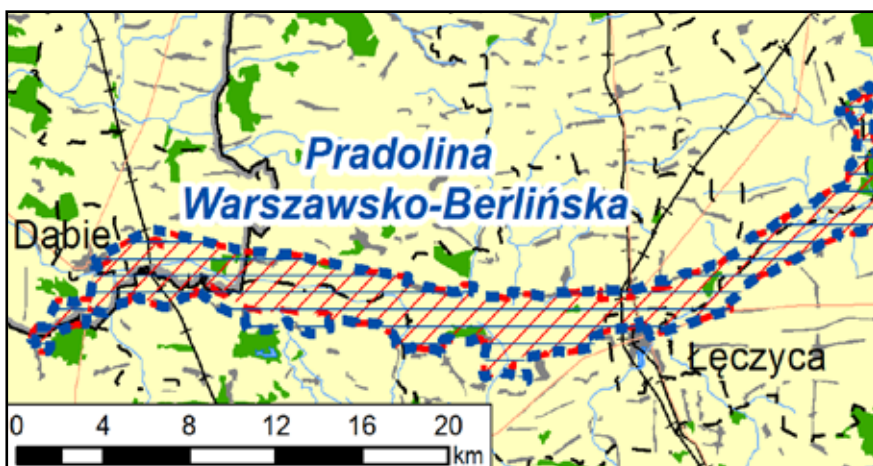 Pradolina
Warszawsko-Berlińska
Dąbie
Łęczyca
0 4 8 12 16 20
km